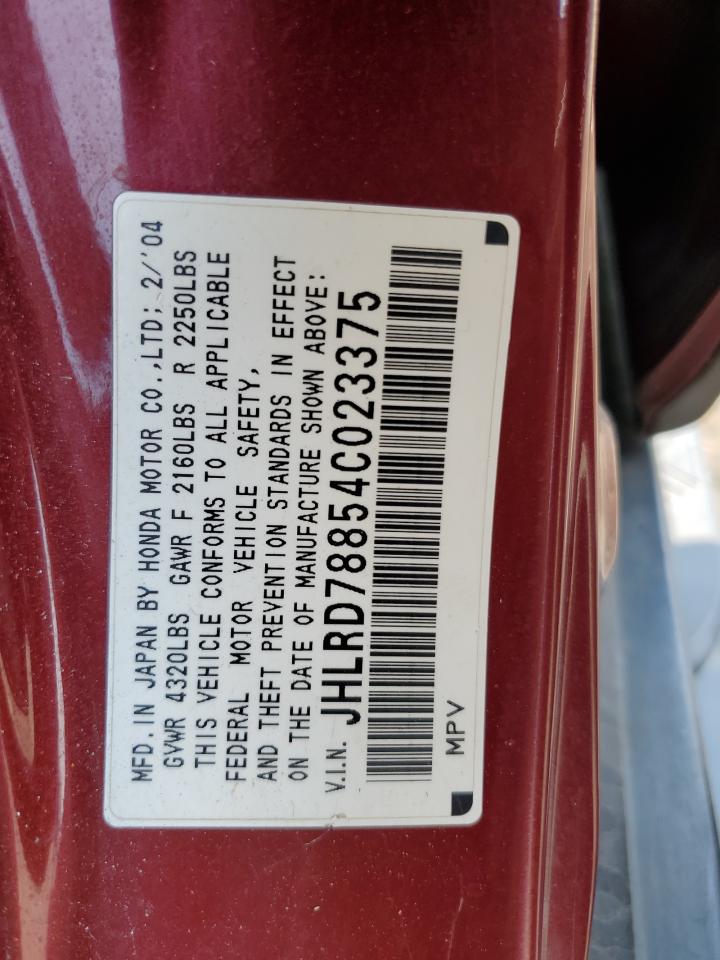 MFD. IN JAPAN BY HONDA MOTOR CO.,LTD; 2/'04
GVWR 4320LBS GAWR F 2160LBS R 2250LBS
THIS VEHICLE CONFORMS TO ALL APPLICABLE
FEDERAL MOTOR VEHICLE SAFETY,
AND THEFT PREVENTION STANDARDS IN EFFECT
ON THE DATE OF MANUFACTURE SHOWN ABOVE:
V.I.N. JHLRD78854C023375
MPV